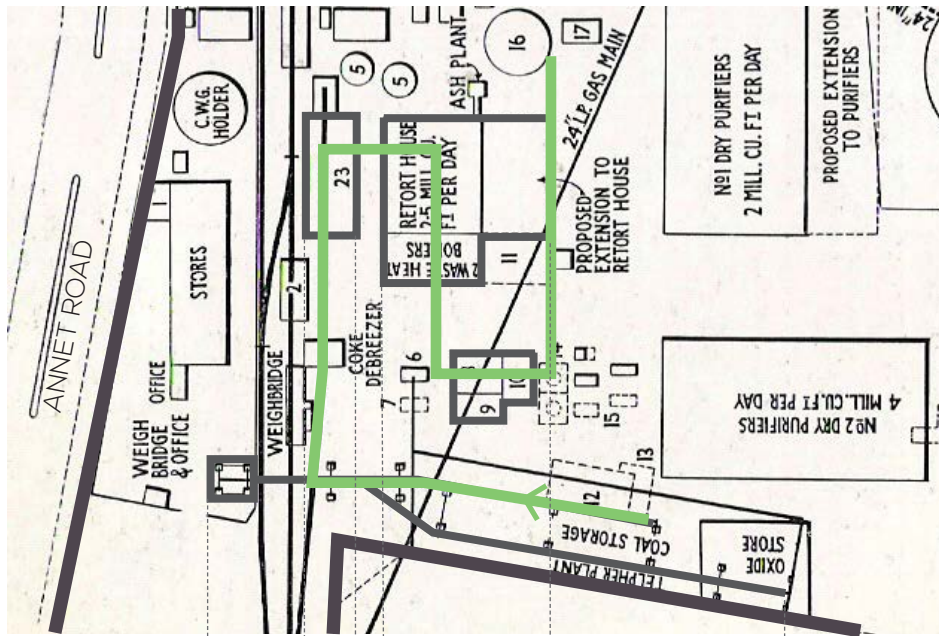 ANNET ROAD
C.W.G.
HOLDER
STORES
WEIGH
BRIDGE
& OFFICE
OFFICE
WEIGHBRIDGE
2
23
5
5
ASH PLANT
16
17
24" L.P. GAS MAIN
RETORT HOUSE
2·5 MILL. CU.
FT PER DAY
2 WASTE HEAT
BOILERS
11
PROPOSED
EXTENSION TO
RETORT HOUSE
COKE
DEBREEZER
6
7
8
9
10
14
15
13
12
COAL STORAGE
TELPHER PLANT
OXIDE
STORE
Nº1 DRY PURIFIERS
2 MILL. CU. FT PER DAY
PROPOSED EXTENSION
TO PURIFIERS
Nº2 DRY PURIFIERS
4 MILL. CU. FT PER DAY